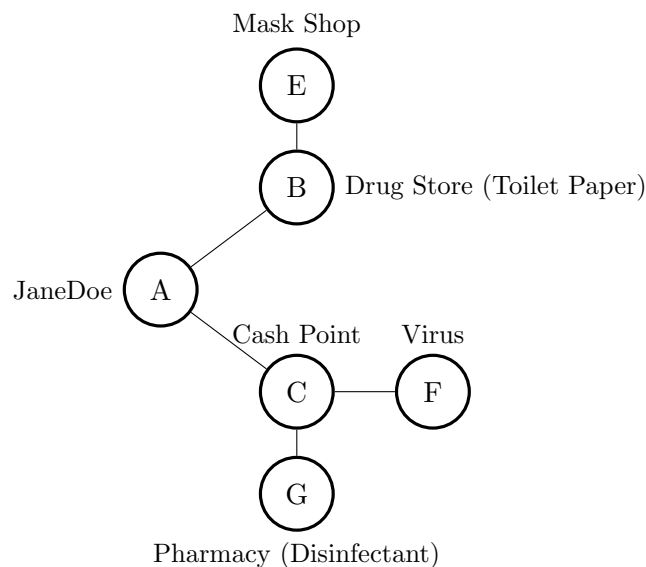 Mask Shop
E
B
Drug Store (Toilet Paper)
JaneDoe
A
Cash Point
Virus
C
F
G
Pharmacy (Disinfectant)